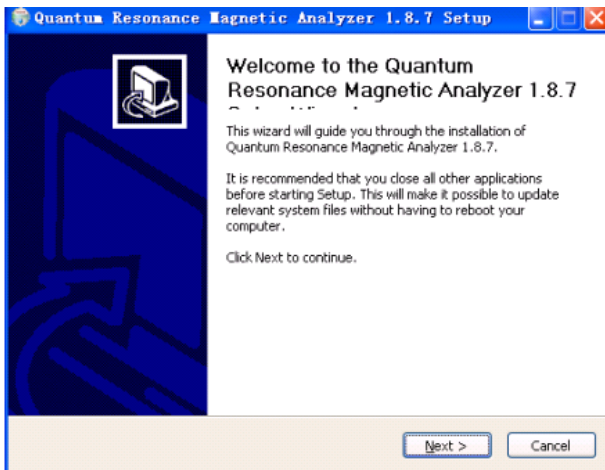 Quantum Resonance Magnetic Analyzer 1.8.7 Setup
Welcome to the Quantum
Resonance Magnetic Analyzer 1.8.7
This wizard will guide you through the installation of
Quantum Resonance Magnetic Analyzer 1.8.7.
It is recommended that you close all other applications
before starting Setup. This will make it possible to update
relevant system files without having to reboot your
computer.
Click Next to continue.
Next >
Cancel